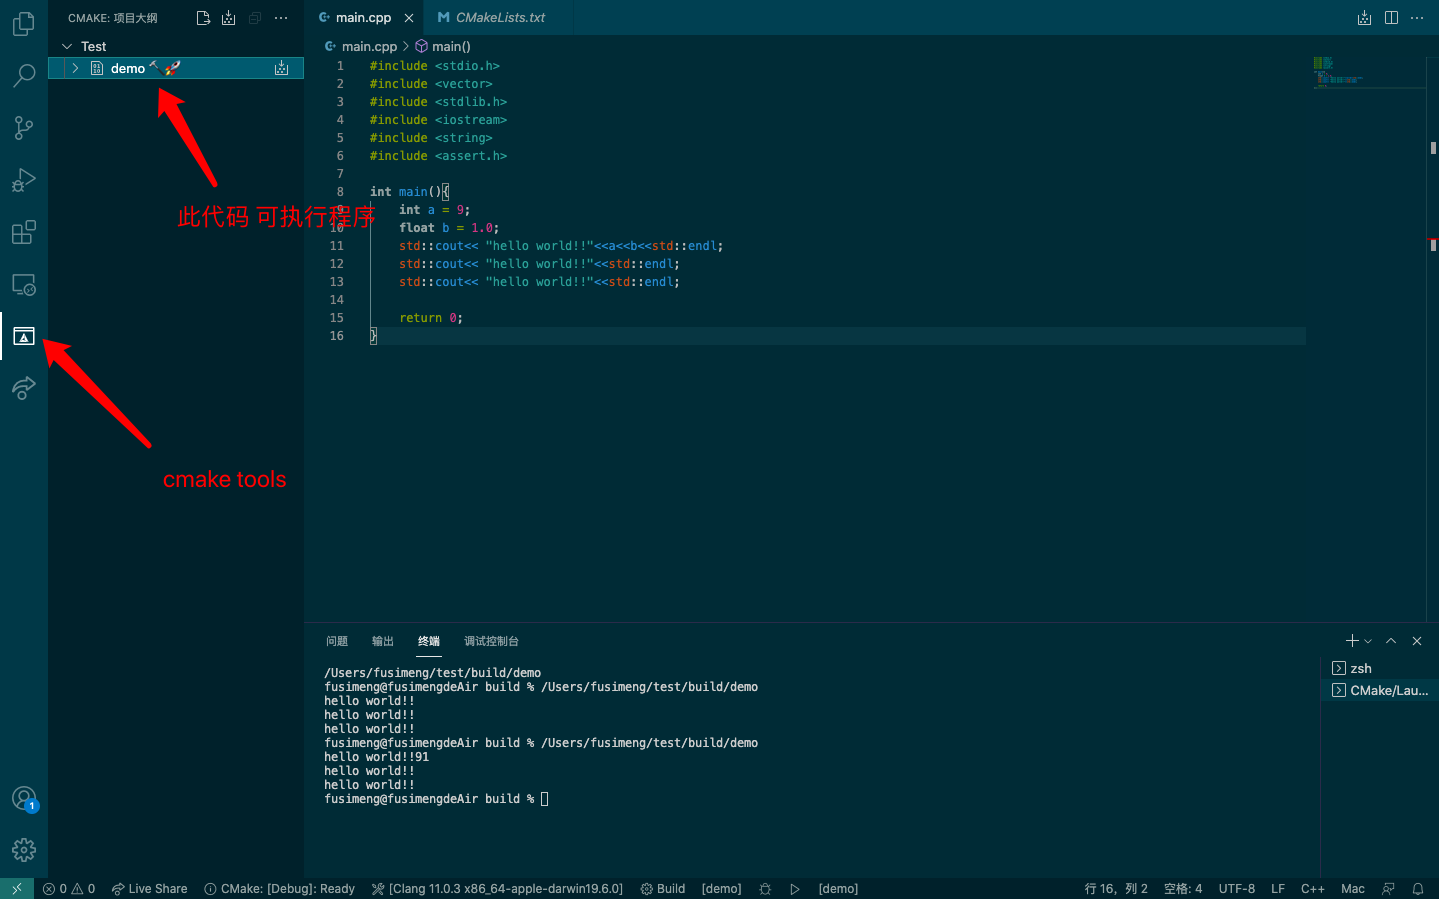 CMAKE: 项目大纲
main.cpp
CMakeLists.txt
Test
main.cpp > main()
demo
1 #include <stdio.h>
2 #include <vector>
3 #include <stdlib.h>
4 #include <iostream>
5 #include <string>
6 #include <assert.h>
7
8 int main(){
9 int a = 9;
10 float b = 1.0;
11 std::cout<< "hello world!!"<<a<<b<<std::endl;
12 std::cout<< "hello world!!"<<std::endl;
13 std::cout<< "hello world!!"<<std::endl;
14
15 return 0;
16 }
此代码 可执行程序
cmake tools
问题 输出 终端 调试控制台
/Users/fusimeng/test/build/demo
fusimeng@fusimengdeAir build % /Users/fusimeng/test/build/demo
hello world!!
hello world!!
hello world!!
fusimeng@fusimengdeAir build % /Users/fusimeng/test/build/demo
hello world!!91
hello world!!
hello world!!
fusimeng@fusimengdeAir build %
zsh
CMake/Lau...
1
0 0 Live Share CMake: [Debug]: Ready [Clang 11.0.3 x86_64-apple-darwin19.6.0] Build [demo] [demo] 行 16，列 2 空格: 4 UTF-8 LF C++ Mac